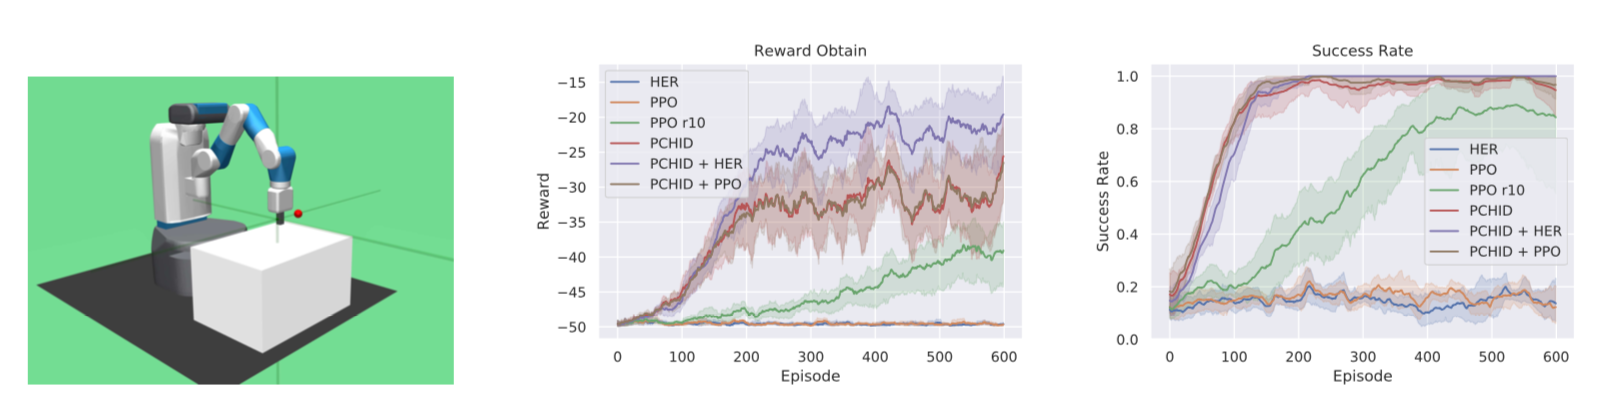 Reward Obtain
Reward
−15
−20
−25
−30
−35
−40
−45
−50
HER
PPO
PPO r10
PCHID
PCHID + HER
PCHID + PPO
0 100 200 300 400 500 600
Episode
Success Rate
Success Rate
1.0
0.8
0.6
0.4
0.2
0.0
HER
PPO
PPO r10
PCHID
PCHID + HER
PCHID + PPO
0 100 200 300 400 500 600
Episode